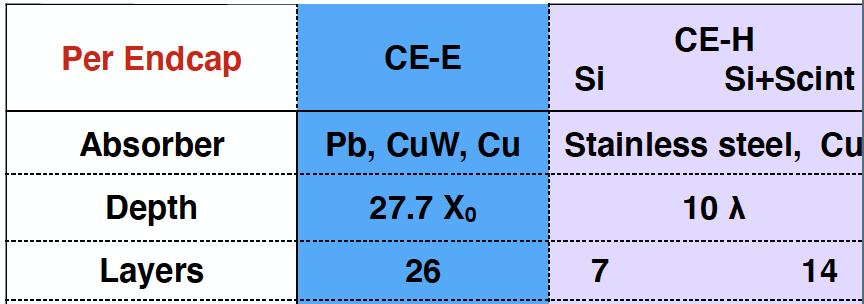 Per Endcap CE-E CE-H
Si Si+Scint
Absorber Pb, CuW, Cu Stainless steel, Cu
Depth 27.7 X₀ 10 λ
Layers 26 7 14